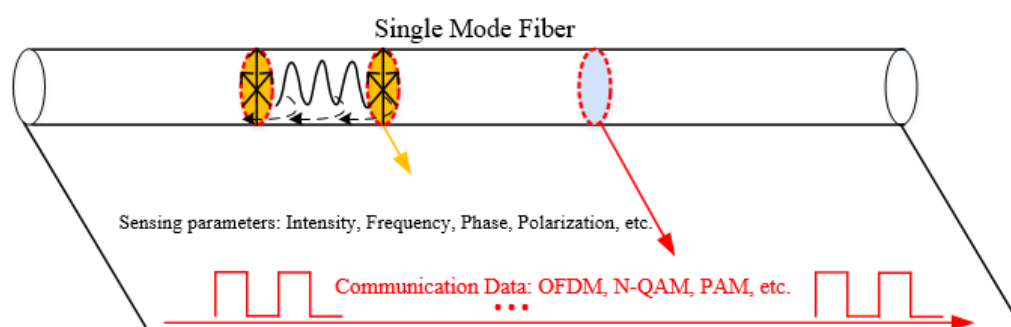 Single Mode Fiber
Sensing parameters: Intensity, Frequency, Phase, Polarization, etc.
Communication Data: OFDM, N-QAM, PAM, etc.
...